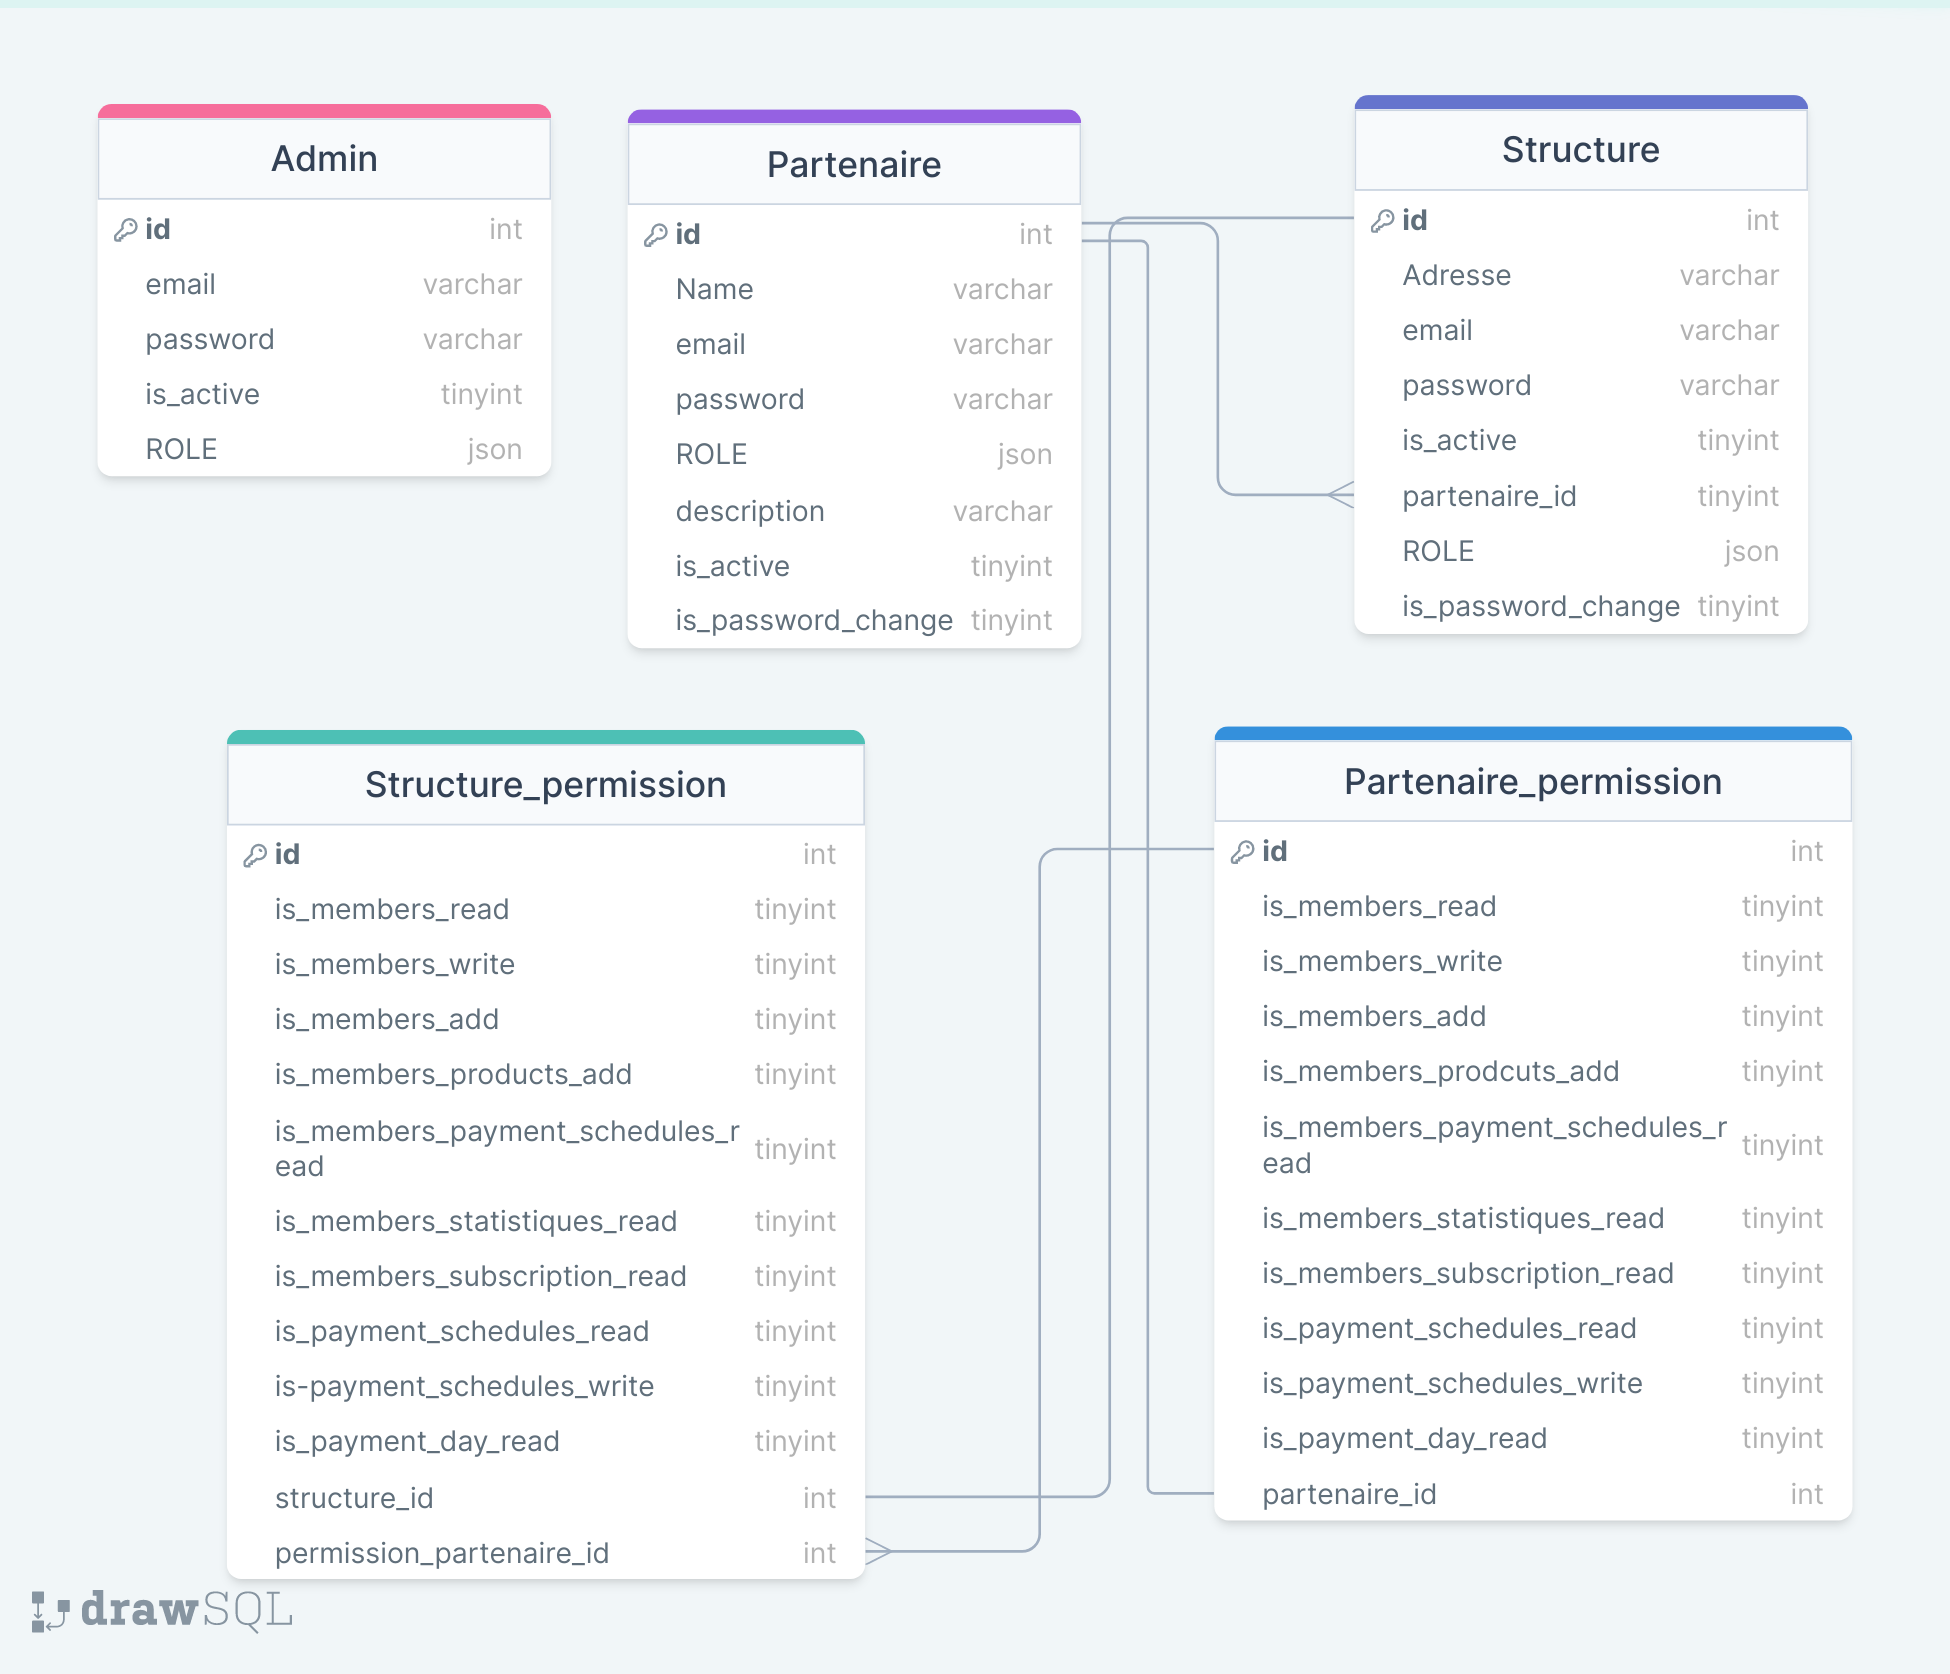 Admin
id int
email varchar
password varchar
is_active tinyint
ROLE json
Partenaire
id int
Name varchar
email varchar
password varchar
ROLE json
description varchar
is_active tinyint
is_password_change tinyint
Structure
id int
Adresse varchar
email varchar
password varchar
is_active tinyint
partenaire_id tinyint
ROLE json
is_password_change tinyint
Structure_permission
id int
is_members_read tinyint
is_members_write tinyint
is_members_add tinyint
is_members_products_add tinyint
is_members_payment_schedules_r
ead tinyint
is_members_statistiques_read tinyint
is_members_subscription_read tinyint
is_payment_schedules_read tinyint
is-payment_schedules_write tinyint
is_payment_day_read tinyint
structure_id int
permission_partenaire_id int
Partenaire_permission
id int
is_members_read tinyint
is_members_write tinyint
is_members_add tinyint
is_members_prodcuts_add tinyint
is_members_payment_schedules_r
ead tinyint
is_members_statistiques_read tinyint
is_members_subscription_read tinyint
is_payment_schedules_read tinyint
is_payment_schedules_write tinyint
is_payment_day_read tinyint
partenaire_id int
drawSQL